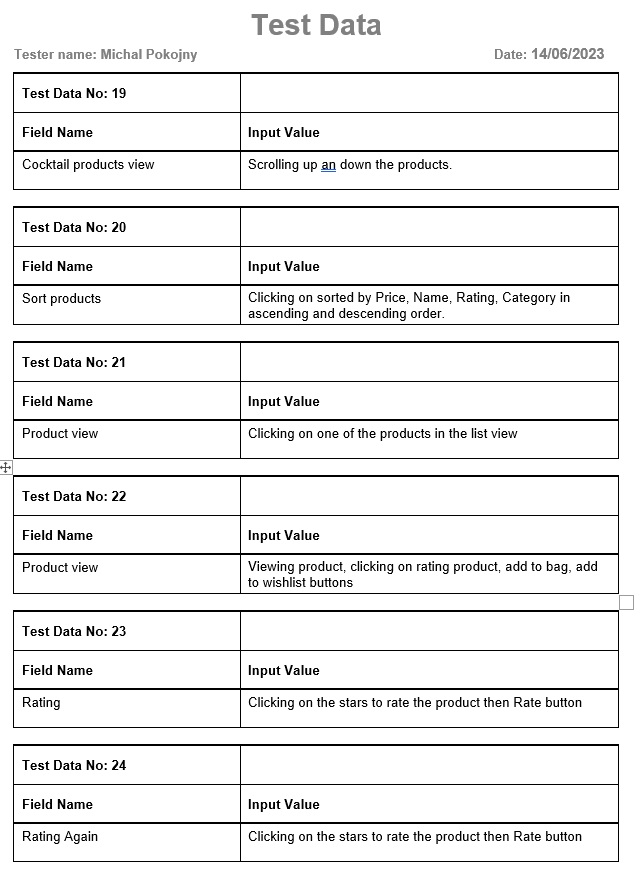 Test Data
Tester name: Michal Pokojny Date: 14/06/2023
Test Data No: 19
Field Name Input Value
Cocktail products view Scrolling up an down the products.
Test Data No: 20
Field Name Input Value
Sort products Clicking on sorted by Price, Name, Rating, Category in
ascending and descending order.
Test Data No: 21
Field Name Input Value
Product view Clicking on one of the products in the list view
Test Data No: 22
Field Name Input Value
Product view Viewing product, clicking on rating product, add to bag, add
to wishlist buttons
Test Data No: 23
Field Name Input Value
Rating Clicking on the stars to rate the product then Rate button
Test Data No: 24
Field Name Input Value
Rating Again Clicking on the stars to rate the product then Rate button